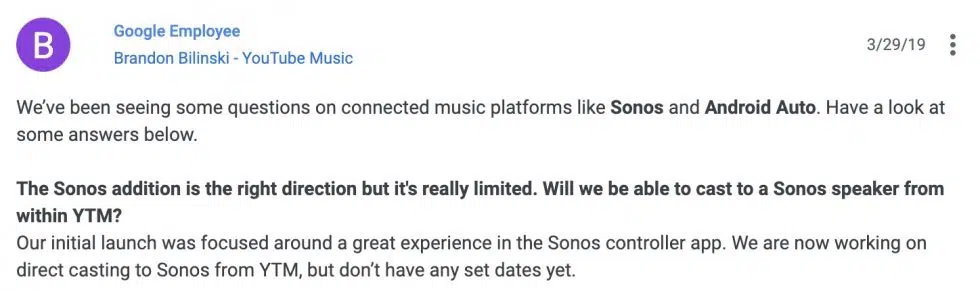 B
Google Employee
Brandon Bilinski - YouTube Music
3/29/19
We’ve been seeing some questions on connected music platforms like Sonos and Android Auto. Have a look at
some answers below.
The Sonos addition is the right direction but it's really limited. Will we be able to cast to a Sonos speaker from
within YTM?
Our initial launch was focused around a great experience in the Sonos controller app. We are now working on
direct casting to Sonos from YTM, but don’t have any set dates yet.